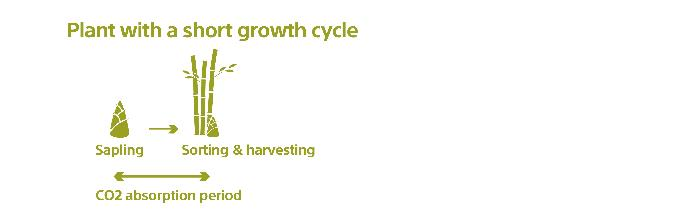 Plant with a short growth cycle
Sapling
Sorting & harvesting
CO2 absorption period